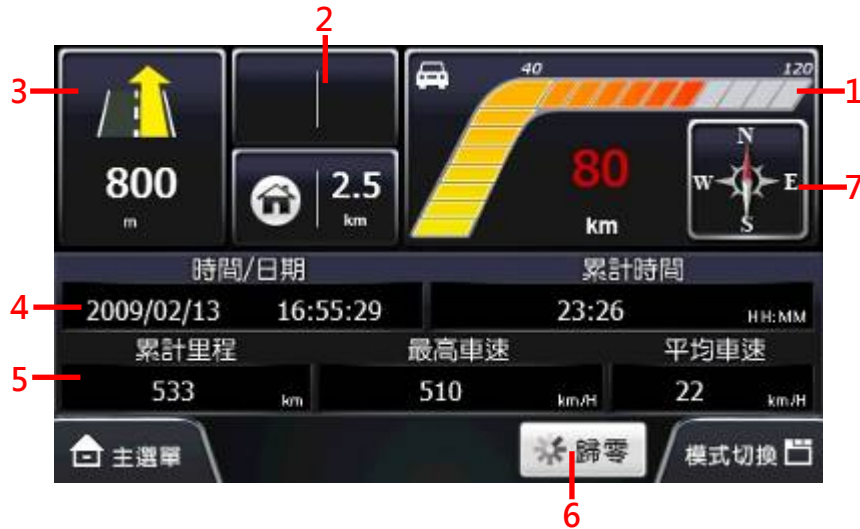 2
40 120
3 1
N
800 2.5 80 W E 7
m km km S
時間/日期 累計時間
4 2009/02/13 16:55:29 23:26 HH:MM
累計里程 最高車速 平均車速
5 533 km 510 km/H 22 km/H
主選單 歸零 模式切換
6